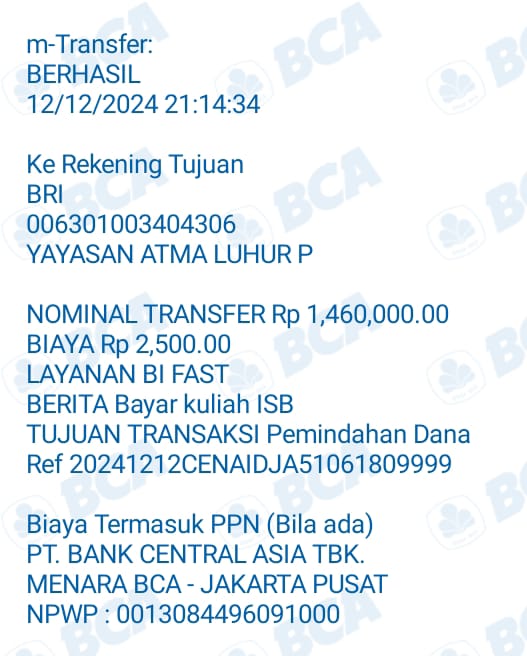 m-Transfer:
BERHASIL
12/12/2024 21:14:34
Ke Rekening Tujuan
BRI
006301003404306
YAYASAN ATMA LUHUR P
NOMINAL TRANSFER Rp 1,460,000.00
BIAYA Rp 2,500.00
LAYANAN BI FAST
BERITA Bayar kuliah ISB
TUJUAN TRANSAKSI Pemindahan Dana
Ref 20241212CENAIDJA51061809999
Biaya Termasuk PPN (Bila ada)
PT. BANK CENTRAL ASIA TBK.
MENARA BCA - JAKARTA PUSAT
NPWP : 0013084496091000